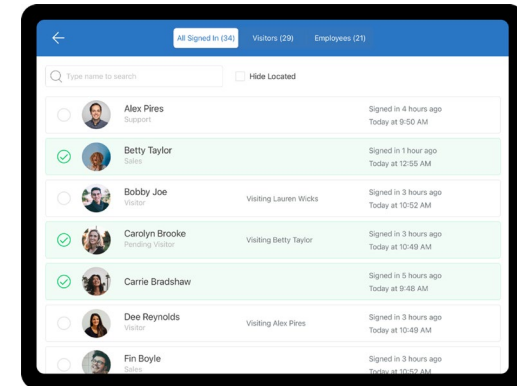 All Signed In (34) Visitors (29) Employees (21)
Type name to search Hide Located
Alex Pires
Support
Signed in 4 hours ago
Today at 9:50 AM
Betty Taylor
Sales
Signed in 1 hour ago
Today at 12:55 AM
Bobby Joe
Visitor
Visiting Lauren Wicks
Signed in 3 hours ago
Today at 10:52 AM
Carolyn Brooke
Pending Visitor
Visiting Betty Taylor
Signed in 3 hours ago
Today at 10:49 AM
Carrie Bradshaw
Signed in 5 hours ago
Today at 9:48 AM
Dee Reynolds
Visitor
Visiting Alex Pires
Signed in 3 hours ago
Today at 10:49 AM
Fin Boyle
Sales
Signed in 3 hours ago
Today at 10:52 AM